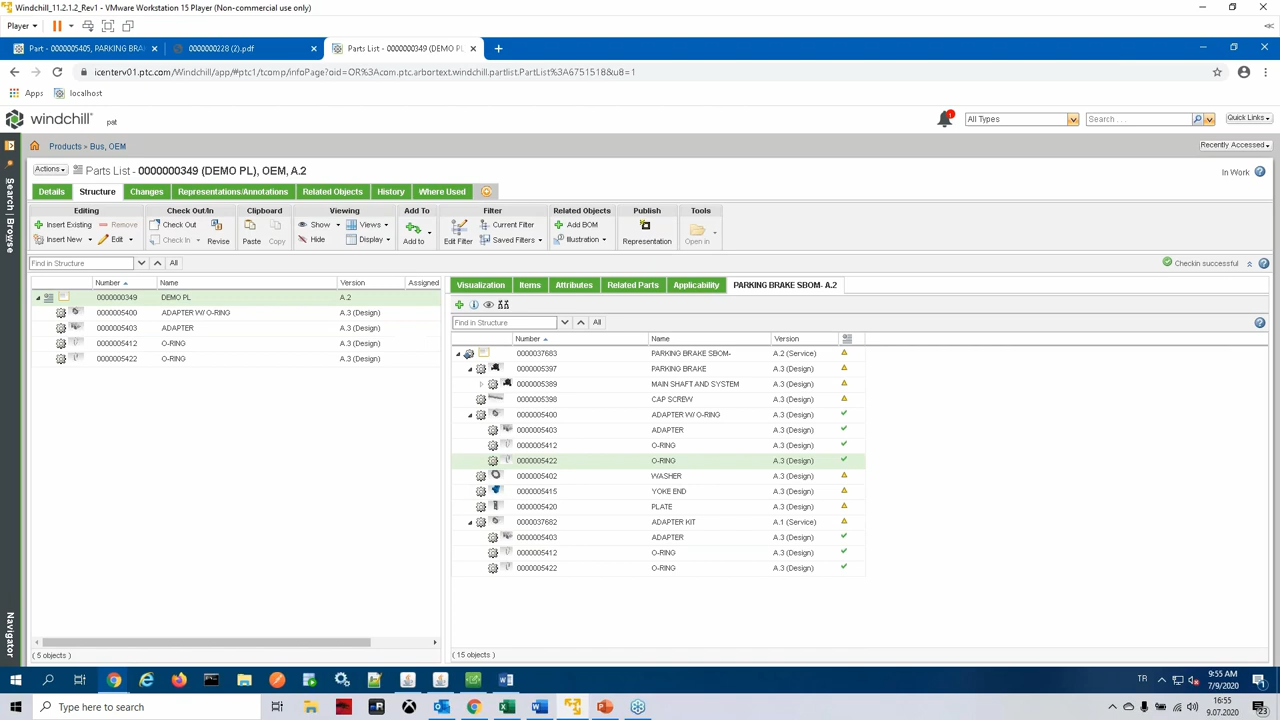 Windchill_11.2.1.2_Rev1 - VMware Workstation 15 Player (Non-commercial use only)
Player
Part - 0000005405, PARKING BRA
0000000228 (2).pdf
Parts List - 0000000349 (DEMO PL
icenterv01.ptc.com/Windchill/app/#ptc1/tcomp/infoPage?oid=OR%3Acom.ptc.arbortext.windchill.partlist.PartList%3A6751518&u8=1
Apps localhost
windchill pat
All Types Search . . . Quick Links
Products > Bus, OEM Recently Accessed
Search | Browse
Navigator
Actions Parts List - 0000000349 (DEMO PL), OEM, A.2 In Work
Details Structure Changes Representations/Annotations Related Objects History Where Used
Editing Check Out/In Clipboard Viewing Add To Filter Related Objects Publish Tools
Insert Existing Remove Check Out Show Views Current Filter Add BOM
Insert New Edit Check In Revise Paste Copy Hide Display Add to Edit Filter Saved Filters Illustration Representation Open in
Find in Structure All Checkin successful
Number Name Version Assigned
0000000349 DEMO PL A.2
0000005400 ADAPTER W/ O-RING A.3 (Design)
0000005403 ADAPTER A.3 (Design)
0000005412 O-RING A.3 (Design)
0000005422 O-RING A.3 (Design)
( 5 objects )
Visualization Items Attributes Related Parts Applicability PARKING BRAKE SBOM- A.2
Find in Structure All
Number Name Version
0000037683 PARKING BRAKE SBOM- A.2 (Service)
0000005397 PARKING BRAKE A.3 (Design)
0000005389 MAIN SHAFT AND SYSTEM A.3 (Design)
0000005398 CAP SCREW A.3 (Design)
0000005400 ADAPTER W/ O-RING A.3 (Design)
0000005403 ADAPTER A.3 (Design)
0000005412 O-RING A.3 (Design)
0000005422 O-RING A.3 (Design)
0000005402 WASHER A.3 (Design)
0000005415 YOKE END A.3 (Design)
0000005420 PLATE A.3 (Design)
0000037682 ADAPTER KIT A.1 (Service)
0000005403 ADAPTER A.3 (Design)
0000005412 O-RING A.3 (Design)
0000005422 O-RING A.3 (Design)
( 15 objects )
TR 9:55 AM
7/9/2020
Type here to search
16:55
9.07.2020
23